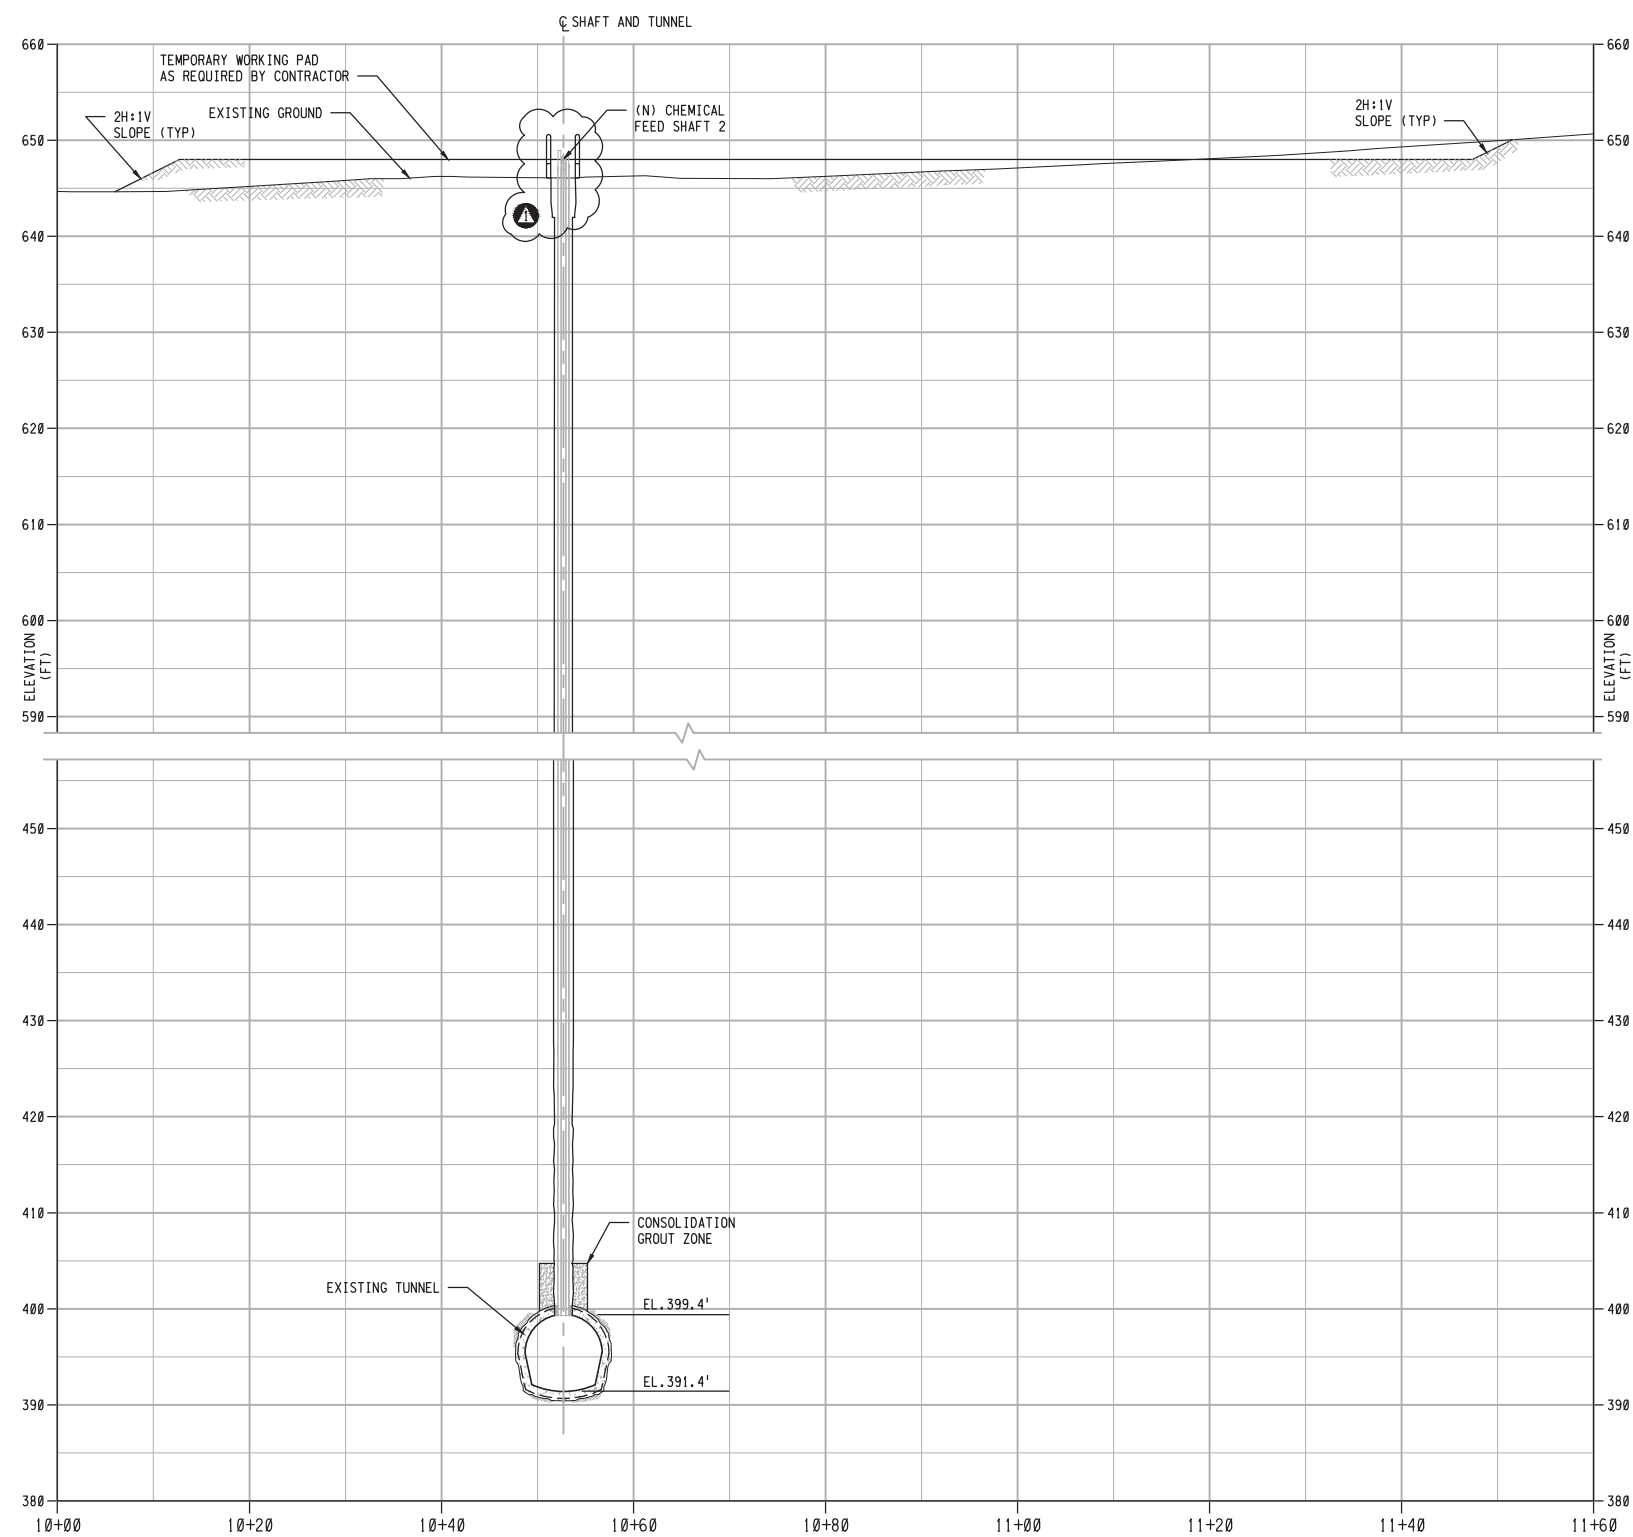 ℄ SHAFT AND TUNNEL
660
660
TEMPORARY WORKING PAD
AS REQUIRED BY CONTRACTOR
2H:1V
SLOPE (TYP)
EXISTING GROUND
(N) CHEMICAL
FEED SHAFT 2
2H:1V
SLOPE (TYP)
650
650
1
640
640
630
630
620
620
610
610
600
600
ELEVATION
(FT)
ELEVATION
(FT)
590
590
450
450
440
440
430
430
420
420
410
410
CONSOLIDATION
GROUT ZONE
EXISTING TUNNEL
400
EL.399.4'
400
EL.391.4'
390
390
380
380
10+00
10+20
10+40
10+60
10+80
11+00
11+20
11+40
11+60